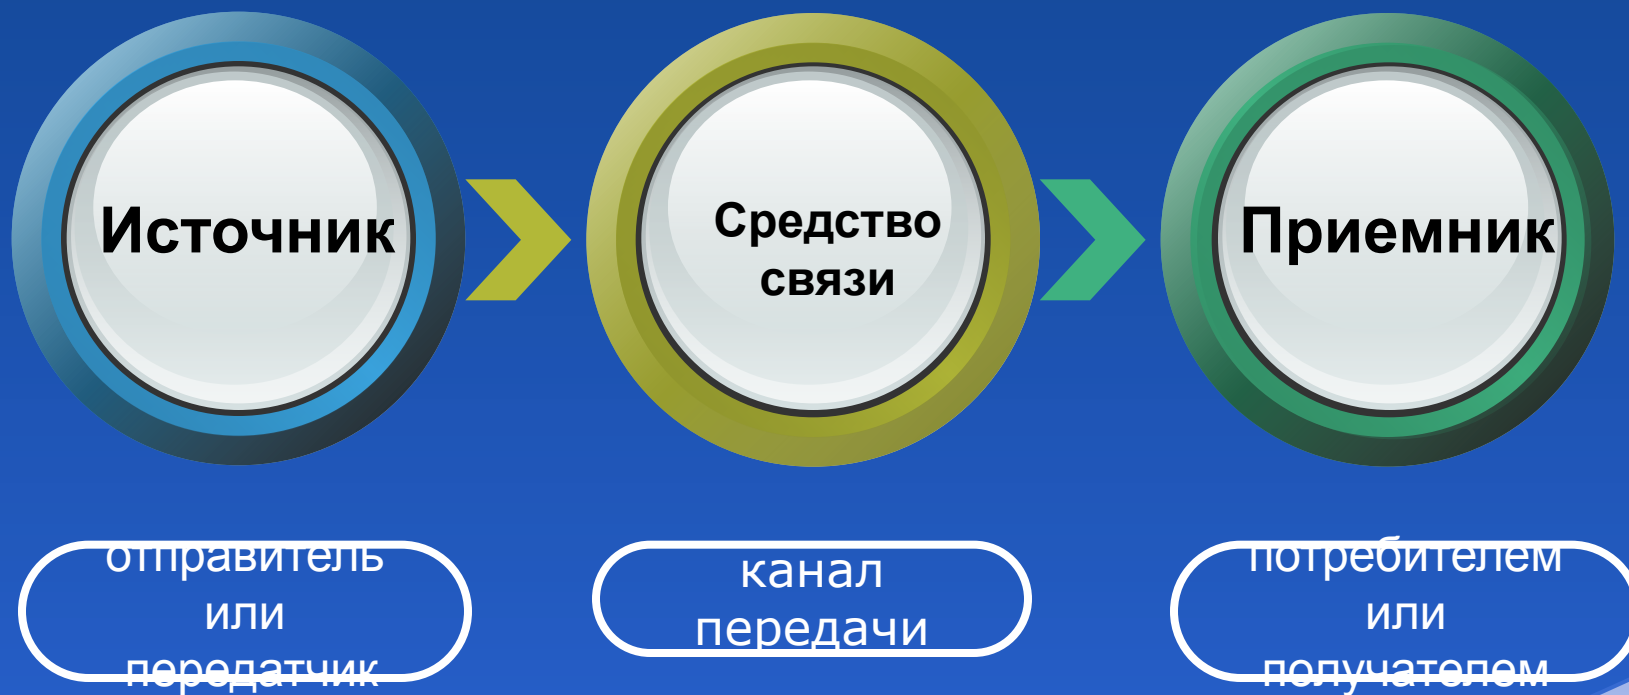 Источник
Средство
связи
Приемник
отправитель
или
передатчик
канал
передачи
потребителем
или
получателем